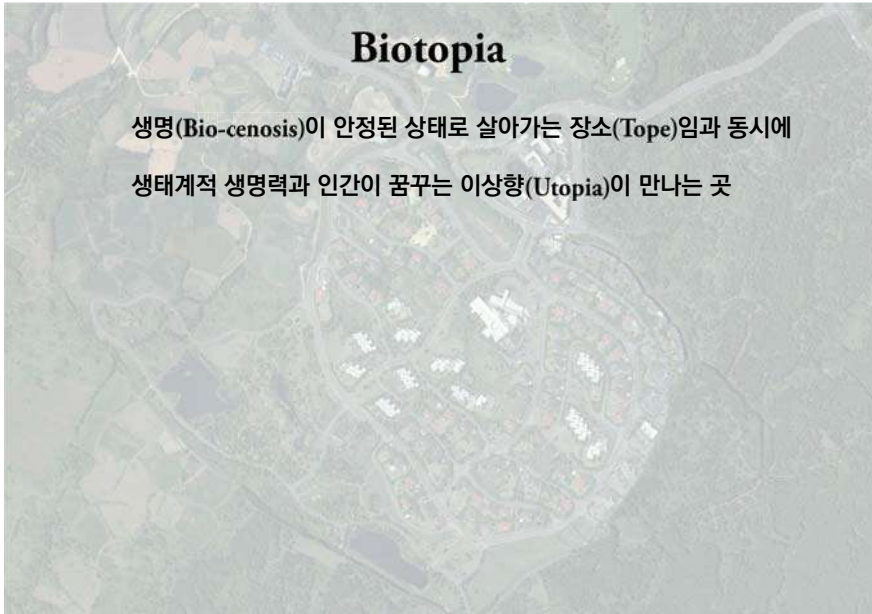 Biotopia
생명(Bio-cenosis)이 안정된 상태로 살아가는 장소(Tope)임과 동시에
생태계적 생명력과 인간이 꿈꾸는 이상향(Utopia)이 만나는 곳